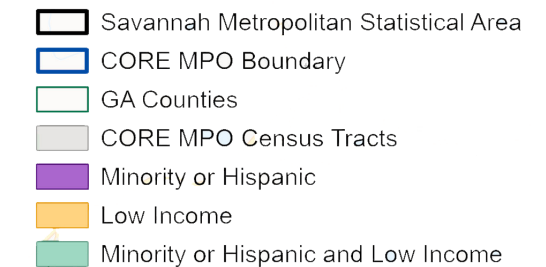 Savannah Metropolitan Statistical Area
CORE MPO Boundary
GA Counties
CORE MPO Census Tracts
Minority or Hispanic
Low Income
Minority or Hispanic and Low Income